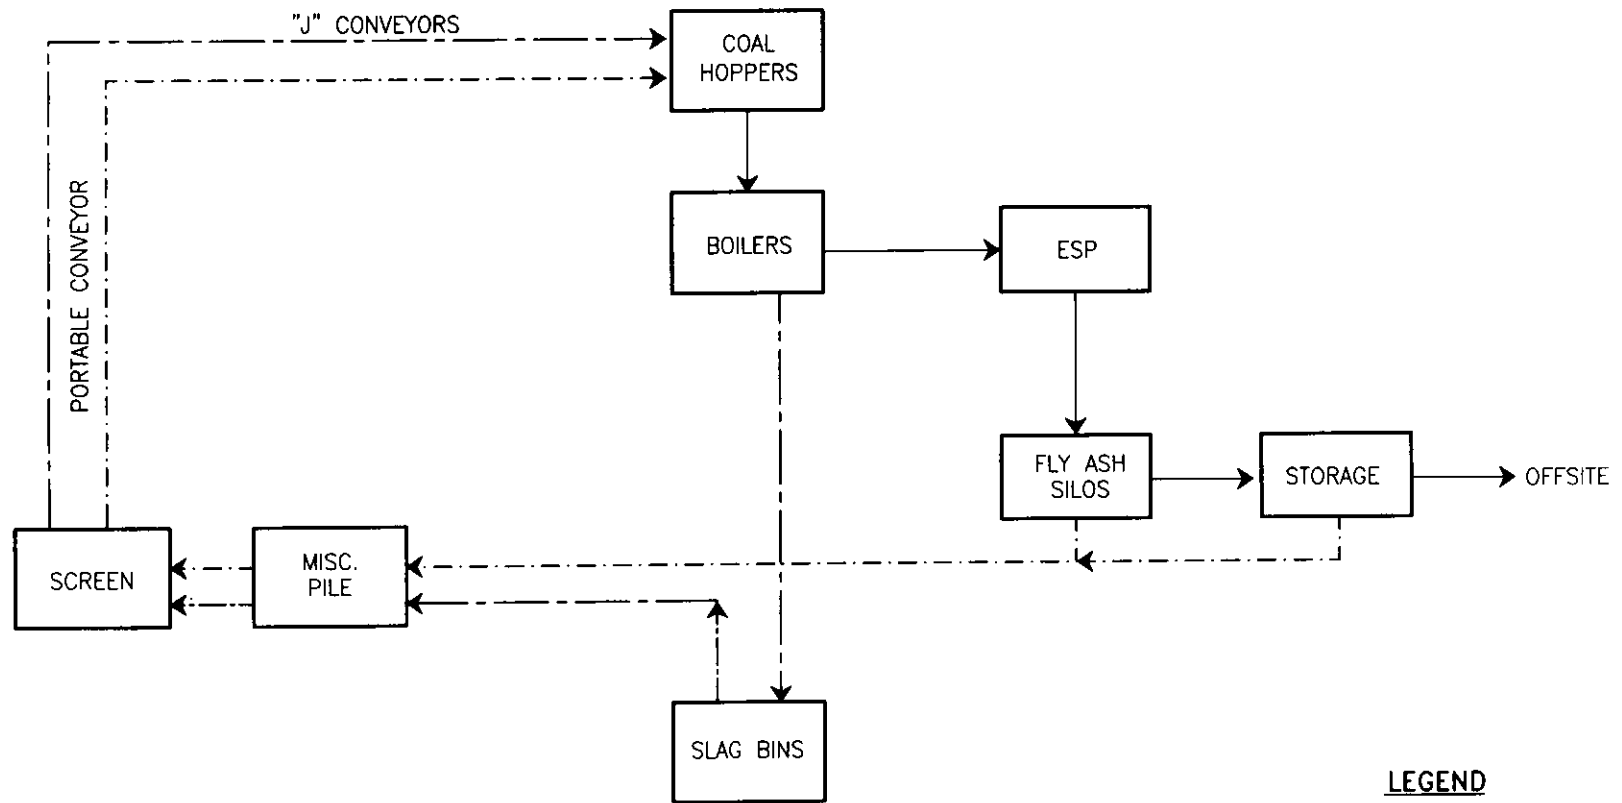 "J" CONVEYORS
COAL
HOPPERS
PORTABLE CONVEYOR
BOILERS
ESP
FLY ASH
SILOS
STORAGE
OFFSITE
SCREEN
MISC.
PILE
SLAG BINS
LEGEND